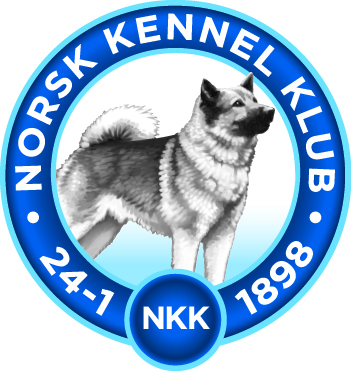 NORSK KENNEL KLUB
24-1 1898
NKK